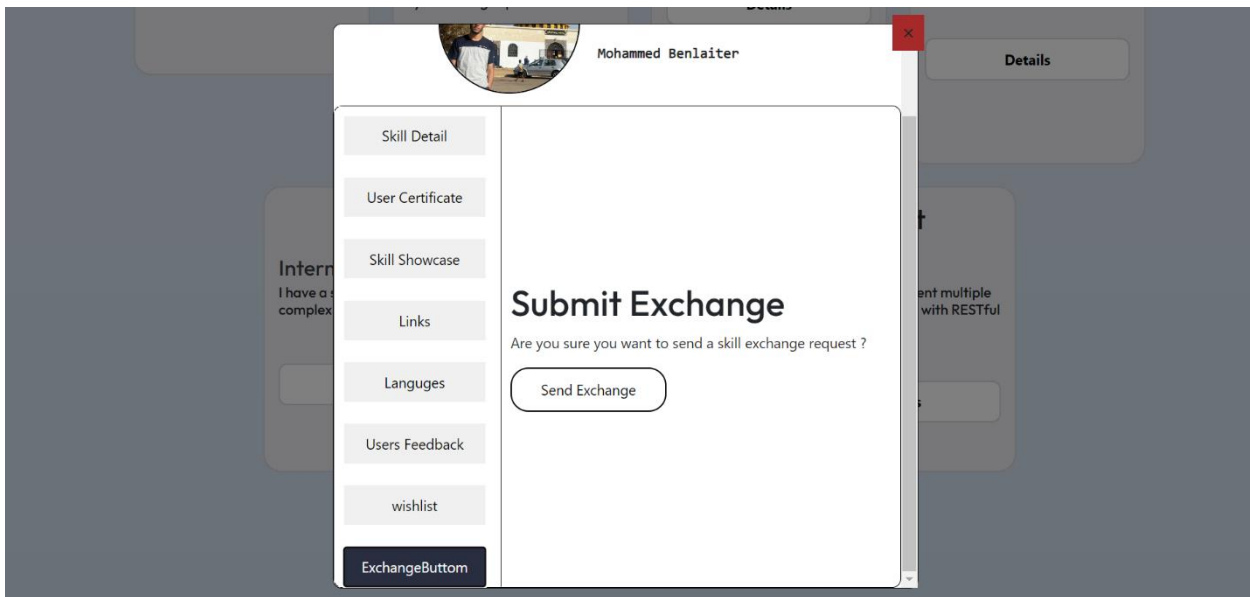 Details
Mohammed Benlaiter
×
Details
Skill Detail
User Certificate
Skill Showcase
Links
Languges
Users Feedback
wishlist
ExchangeButtom
Submit Exchange
Are you sure you want to send a skill exchange request ?
Send Exchange
Intern
I have a s
complex
ent multiple
with RESTful